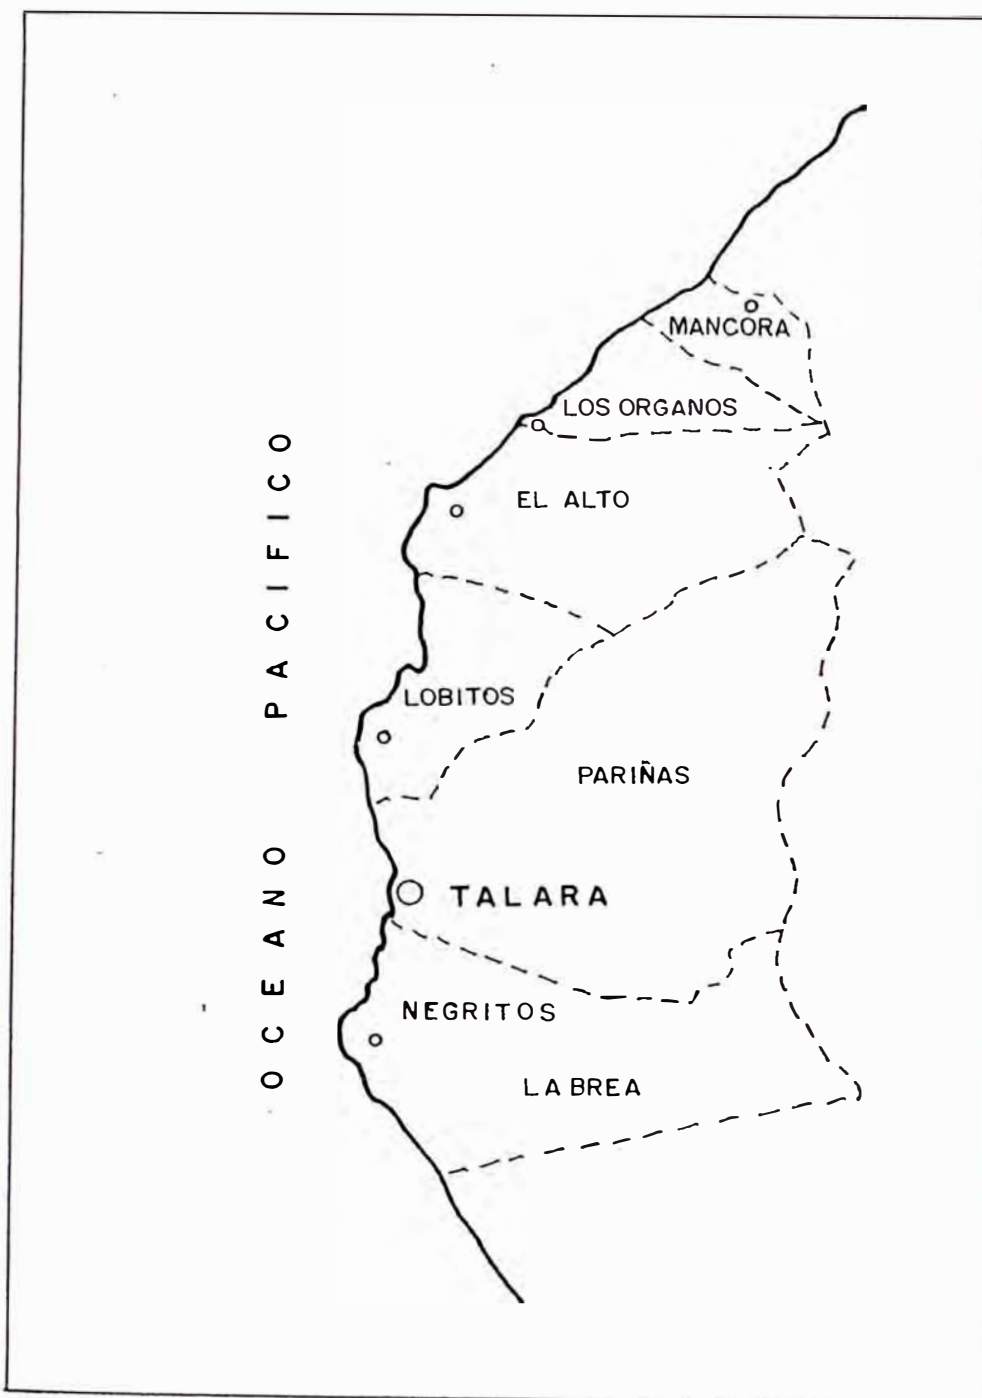 MANCORA
LOS ORGANOS
EL ALTO
LOBITOS
PARIÑAS
TALARA
NEGRITOS
LA BREA
OCEANO PACIFICO